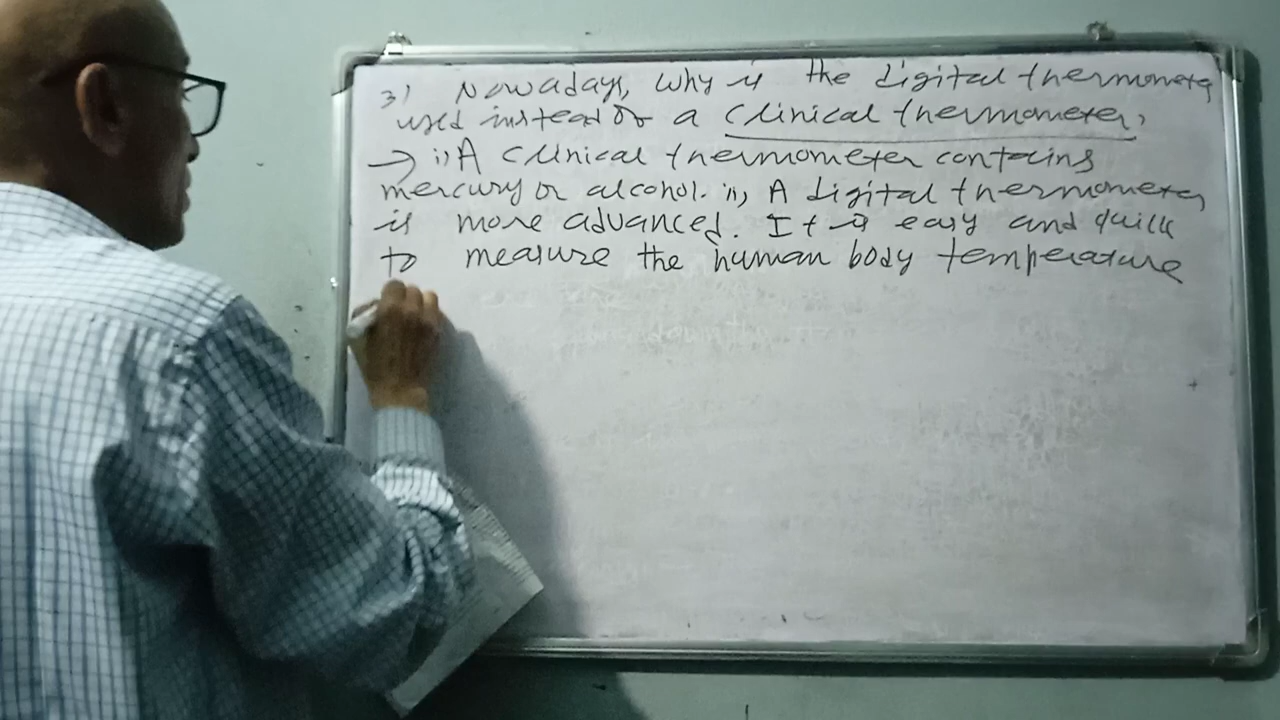 3) Nowadays, why is the digital thermometer
used instead of a clinical thermometer,
→ i) A clinical thermometer contains
mercury or alcohol. ii) A digital thermometer
is more advanced. It is easy and quick
to measure the human body temperature